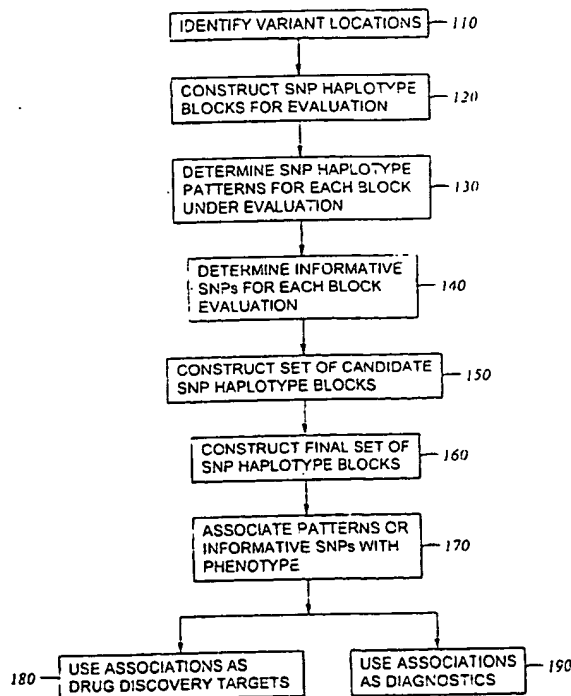 IDENTIFY VARIANT LOCATIONS
110
CONSTRUCT SNP HAPLOTYPE
BLOCKS FOR EVALUATION
120
DETERMINE SNP HAPLOTYPE
PATTERNS FOR EACH BLOCK
UNDER EVALUATION
130
DETERMINE INFORMATIVE
SNPs FOR EACH BLOCK
EVALUATION
140
CONSTRUCT SET OF CANDIDATE
SNP HAPLOTYPE BLOCKS
150
CONSTRUCT FINAL SET OF
SNP HAPLOTYPE BLOCKS
160
ASSOCIATE PATTERNS OR
INFORMATIVE SNPs WITH
PHENOTYPE
170
180
USE ASSOCIATIONS AS
DRUG DISCOVERY TARGETS
USE ASSOCIATIONS
AS DIAGNOSTICS
190